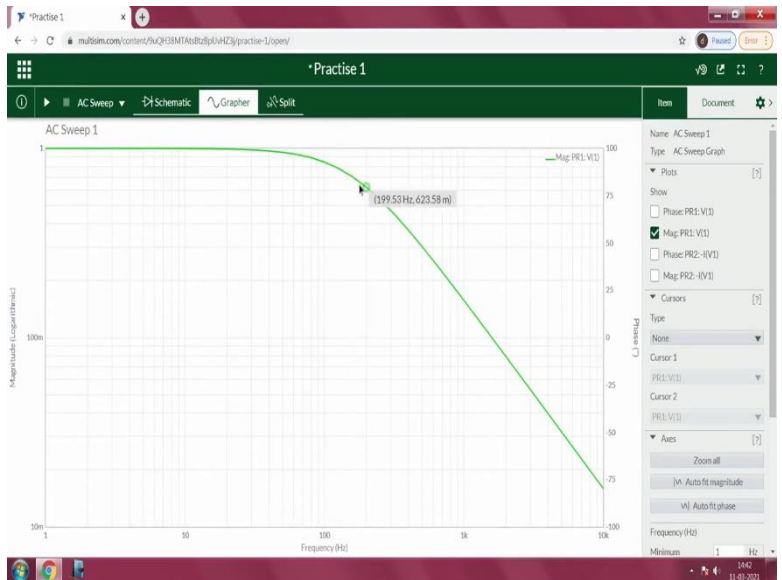 *Practise 1
multisim.com/content/9uQH38MTAtsBtzBpUvHZ3j/practise-1/open/
Paused
Error
*Practise 1
AC Sweep
Schematic
Grapher
Split
Item
Document
AC Sweep 1
Mag: PR1: V(1)
(199.53 Hz, 623.58 m)
1
100m
10m
Magnitude (Logarithmic)
100
75
50
25
0
-25
-50
-75
-100
Phase (°)
1
10
100
1k
10k
Frequency (Hz)
Name AC Sweep 1
Type AC Sweep Graph
Plots [?]
Show
Phase: PR1: V(1)
Mag: PR1: V(1)
Phase: PR2: -I(V1)
Mag: PR2: -I(V1)
Cursors [?]
Type
None
Cursor 1
PR1: V(1)
Cursor 2
PR1: V(1)
Axes [?]
Zoom all
Auto fit magnitude
Auto fit phase
Frequency (Hz)
Minimum 1 Hz
14:42
11-03-2021